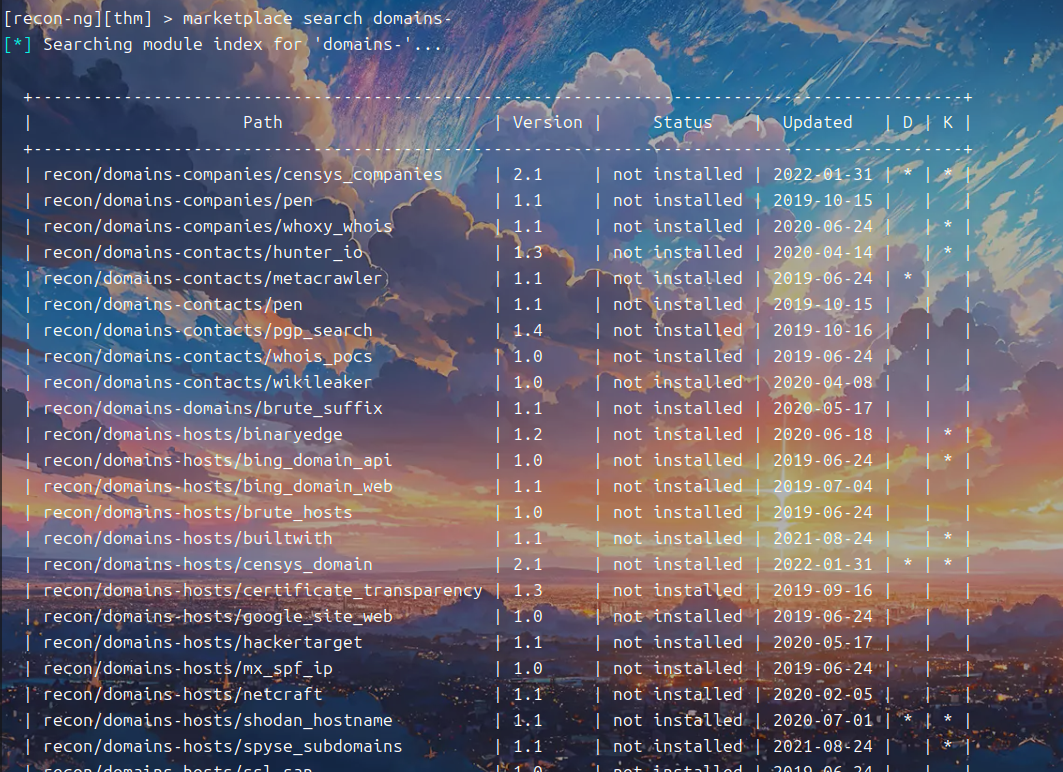 [recon-ng][thm] > marketplace search domains-
[*] Searching module index for 'domains-'...
+---------------------------------------------------------------------------------------------+
| Path | Version | Status | Updated | D | K |
+---------------------------------------------------------------------------------------------+
| recon/domains-companies/censys_companies | 2.1 | not installed | 2022-01-31 | * | * |
| recon/domains-companies/pen | 1.1 | not installed | 2019-10-15 | | |
| recon/domains-companies/whoxy_whois | 1.1 | not installed | 2020-06-24 | | * |
| recon/domains-contacts/hunter_io | 1.3 | not installed | 2020-04-14 | | * |
| recon/domains-contacts/metacrawler | 1.1 | not installed | 2019-06-24 | * | |
| recon/domains-contacts/pen | 1.1 | not installed | 2019-10-15 | | |
| recon/domains-contacts/pgp_search | 1.4 | not installed | 2019-10-16 | | |
| recon/domains-contacts/whois_pocs | 1.0 | not installed | 2019-06-24 | | |
| recon/domains-contacts/wikileaker | 1.0 | not installed | 2020-04-08 | | |
| recon/domains-domains/brute_suffix | 1.1 | not installed | 2020-05-17 | | |
| recon/domains-hosts/binaryedge | 1.2 | not installed | 2020-06-18 | | * |
| recon/domains-hosts/bing_domain_api | 1.0 | not installed | 2019-06-24 | | * |
| recon/domains-hosts/bing_domain_web | 1.1 | not installed | 2019-07-04 | | |
| recon/domains-hosts/brute_hosts | 1.0 | not installed | 2019-06-24 | | |
| recon/domains-hosts/builtwith | 1.1 | not installed | 2021-08-24 | | * |
| recon/domains-hosts/censys_domain | 2.1 | not installed | 2022-01-31 | * | * |
| recon/domains-hosts/certificate_transparency | 1.3 | not installed | 2019-09-16 | | |
| recon/domains-hosts/google_site_web | 1.0 | not installed | 2019-06-24 | | |
| recon/domains-hosts/hackertarget | 1.1 | not installed | 2020-05-17 | | |
| recon/domains-hosts/mx_spf_ip | 1.0 | not installed | 2019-06-24 | | |
| recon/domains-hosts/netcraft | 1.1 | not installed | 2020-02-05 | | |
| recon/domains-hosts/shodan_hostname | 1.1 | not installed | 2020-07-01 | * | * |
| recon/domains-hosts/spyse_subdomains | 1.1 | not installed | 2021-08-24 | | * |